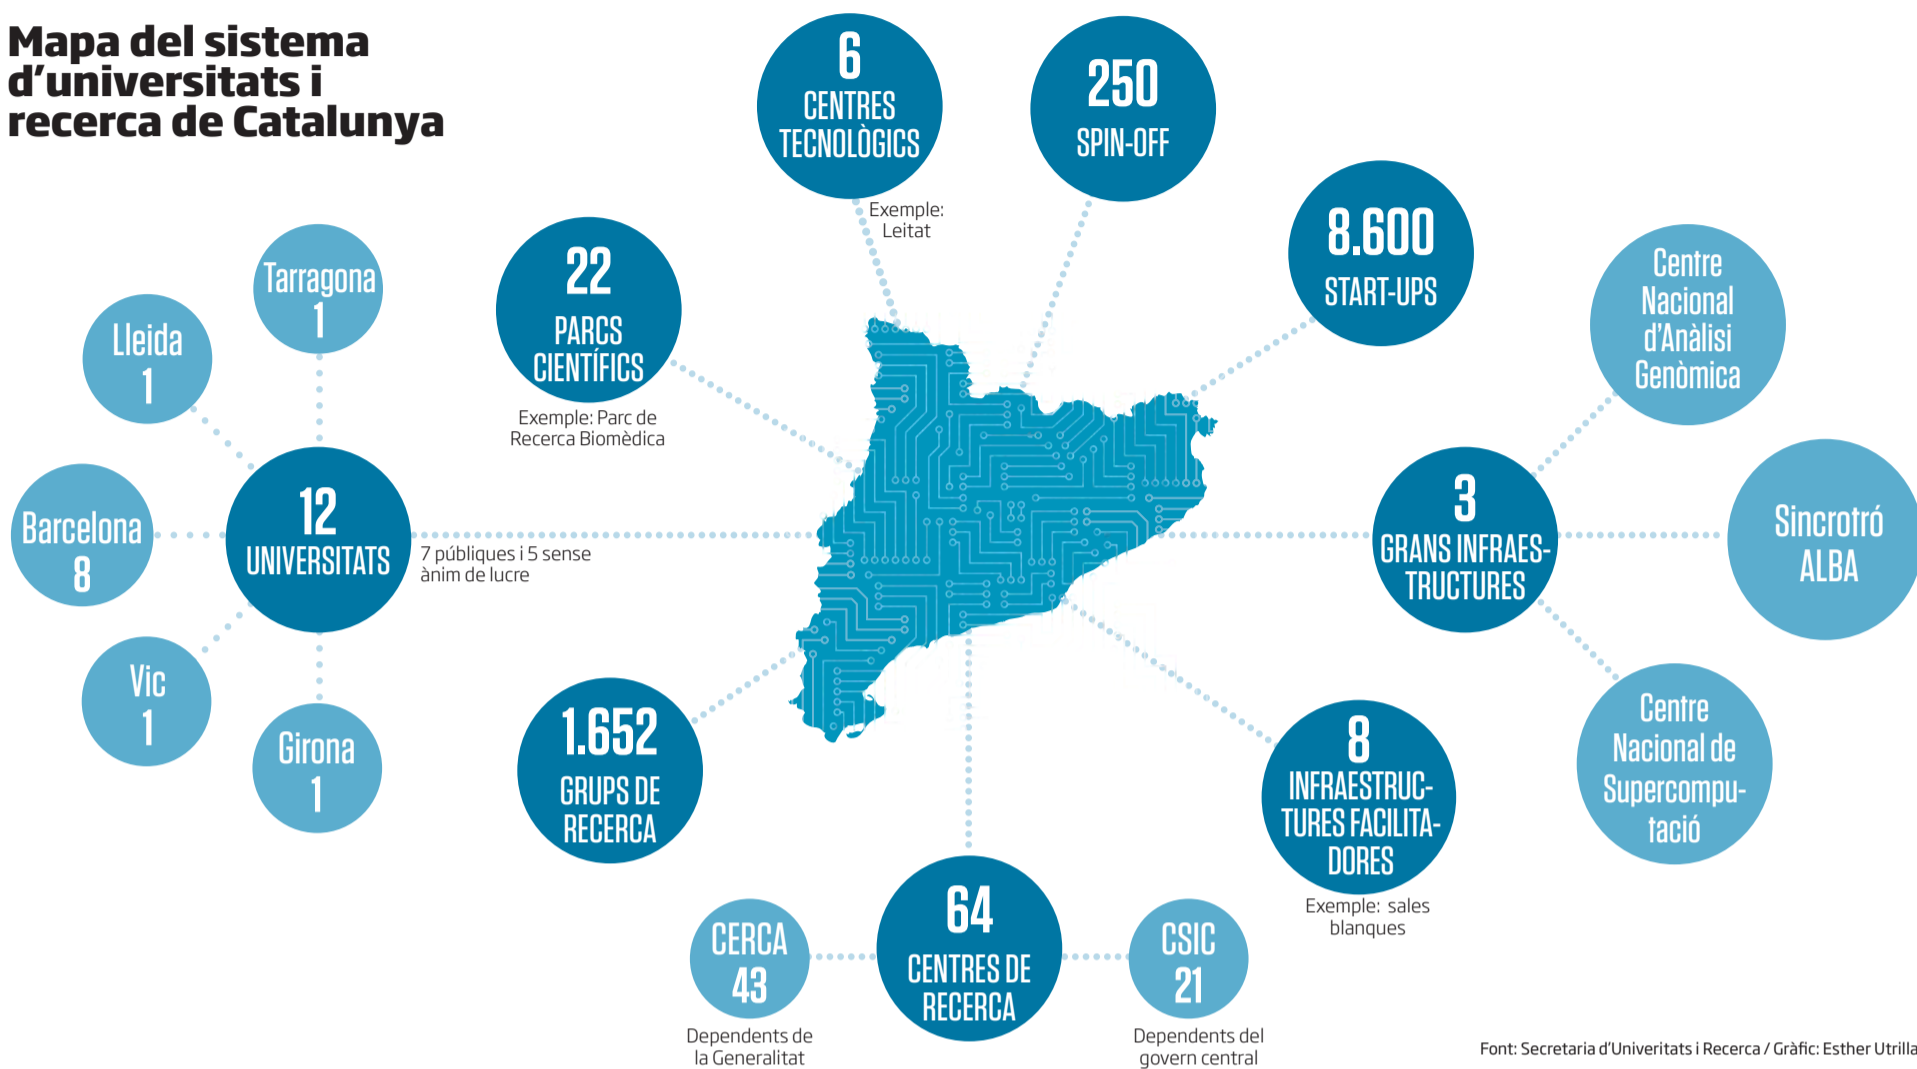 Mapa del sistema
d'universitats i
recerca de Catalunya
6
CENTRES
TECNOLÒGICS
Exemple:
Leitat
250
SPIN-OFF
8.600
START-UPS
22
PARCS
CIENTÍFICS
Exemple: Parc de
Recerca Biomèdica
Tarragona
1
Lleida
1
Barcelona
8
Vic
1
Girona
1
12
UNIVERSITATS
7 públiques i 5 sense
ànim de lucre
3
GRANS INFRAES-
TRUCTURES
Centre
Nacional
d'Anàlisi
Genòmica
Sincrotró
ALBA
Centre
Nacional de
Supercompu-
tació
1.652
GRUPS DE
RECERCA
8
INFRAESTRUC-
TURES FACILITA-
DORES
Exemple: sales
blanques
64
CENTRES DE
RECERCA
CERCA
43
Dependents de
la Generalitat
CSIC
21
Dependents del
govern central
Font: Secretaria d'Univeritats i Recerca / Gràfic: Esther Utrilla